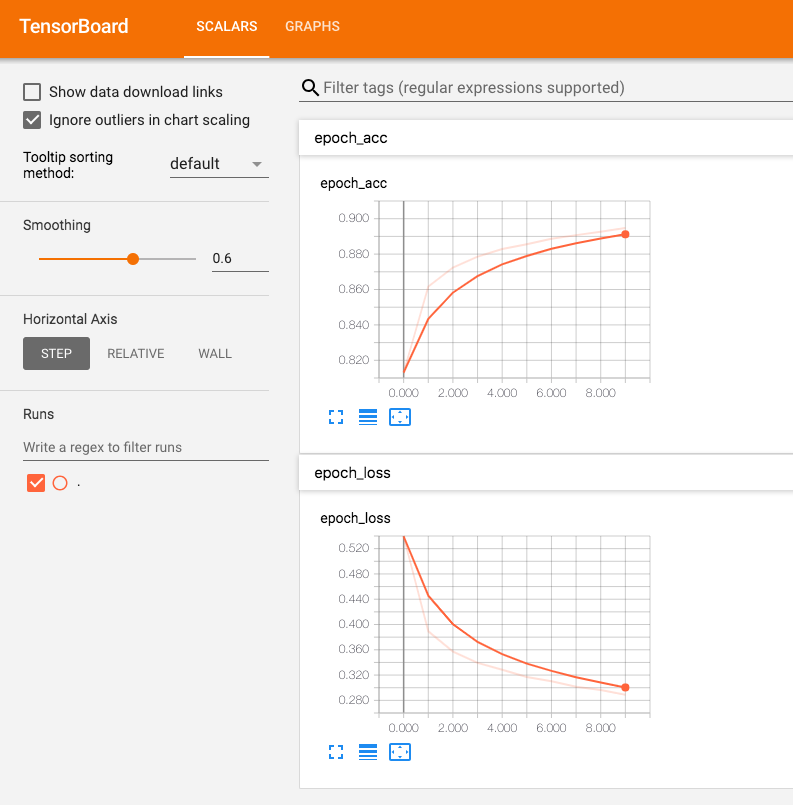 TensorBoard
SCALARS GRAPHS
Show data download links
Ignore outliers in chart scaling
Tooltip sorting
method:
default
Smoothing
0.6
Horizontal Axis
STEP RELATIVE WALL
Runs
Write a regex to filter runs
.
Filter tags (regular expressions supported)
epoch_acc
epoch_acc
0.900
0.880
0.860
0.840
0.820
0.000 2.000 4.000 6.000 8.000
epoch_loss
epoch_loss
0.520
0.480
0.440
0.400
0.360
0.320
0.280
0.000 2.000 4.000 6.000 8.000